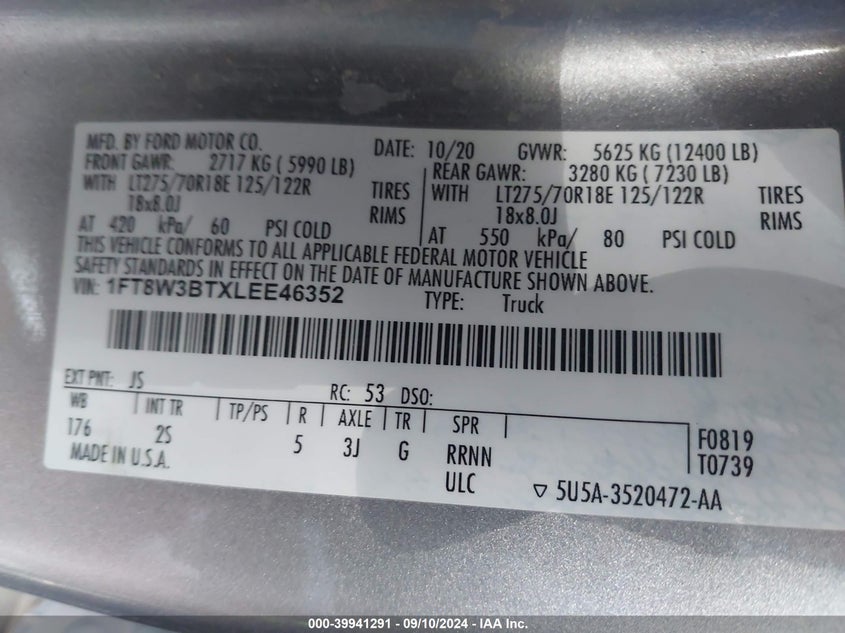 MFD. BY FORD MOTOR CO. DATE: 10/20 GVWR: 5625 KG (12400 LB)
FRONT GAWR: 2717 KG ( 5990 LB) REAR GAWR: 3280 KG ( 7230 LB)
WITH LT275/70R18E 125/122R TIRES WITH LT275/70R18E 125/122R TIRES
18x8.0J RIMS 18x8.0J RIMS
AT 420 kPa/ 60 PSI COLD AT 550 kPa/ 80 PSI COLD
THIS VEHICLE CONFORMS TO ALL APPLICABLE FEDERAL MOTOR VEHICLE
SAFETY STANDARDS IN EFFECT ON THE DATE OF MANUFACTURE SHOWN ABOVE.
VIN: 1FT8W3BTXLEE46352 TYPE: Truck
EXT PNT: JS RC: 53 DSO:
WB INT TR TP/PS R AXLE TR SPR
176 2S 5 3J G RRNN F0819
MADE IN U.S.A. ULC T0739
5U5A-3520472-AA
000-39941291 - 09/10/2024 - IAA Inc.